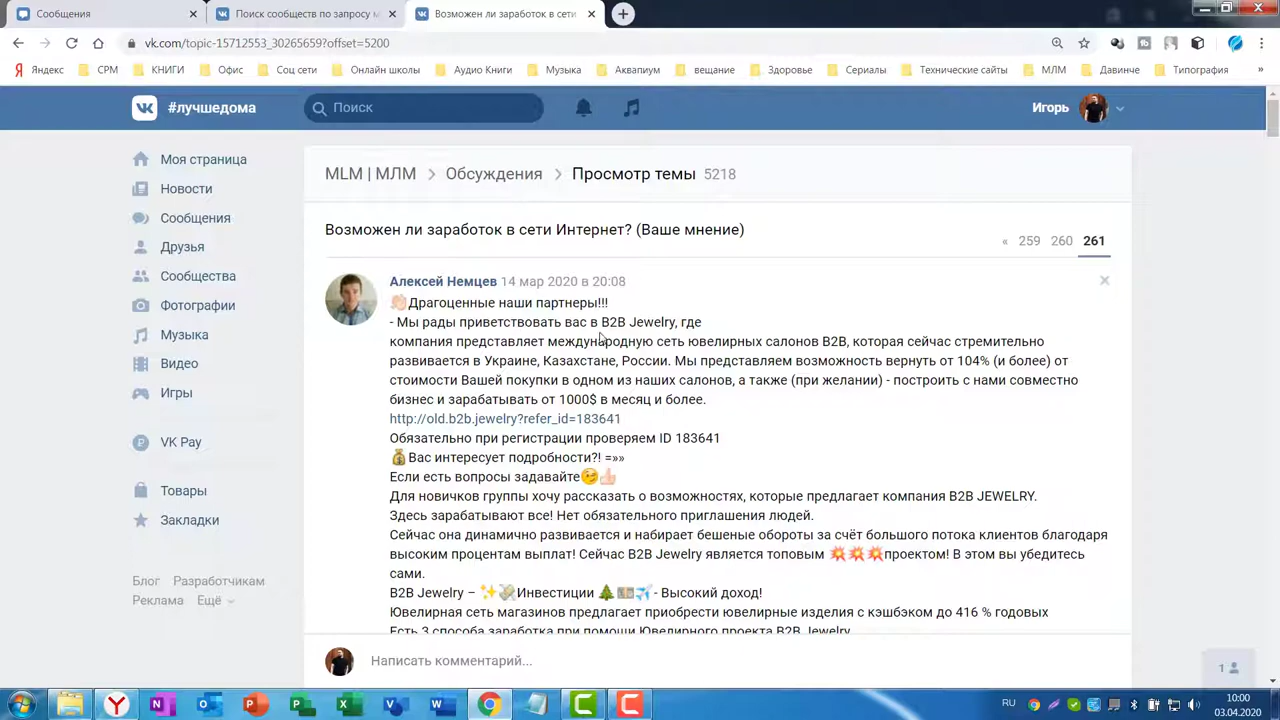 Сообщения
Поиск сообществ по запросу м
Возможен ли заработок в сети
vk.com/topic-15712553_30265659?offset=5200
Яндекс
СРМ
КНИГИ
Офис
Соц сети
Онлайн школы
Аудио Книги
Музыка
Аквапиум
вещание
Здоровье
Сериалы
Технические сайты
МЛМ
Давинче
Типография
»
#лучшедома
Поиск
Игорь
Моя страница
Новости
Сообщения
Друзья
Сообщества
Фотографии
Музыка
Видео
Игры
VK Pay
Товары
Закладки
Блог Разработчикам
Реклама Ещё
MLM | МЛМ > Обсуждения > Просмотр темы 5218
Возможен ли заработок в сети Интернет? (Ваше мнение)
« 259 260 261
Алексей Немцев 14 мар 2020 в 20:08
👏🏻Драгоценные наши партнеры!!!
- Мы рады приветствовать вас в B2B Jewelry, где
компания представляет международную сеть ювелирных салонов B2B, которая сейчас стремительно
развивается в Украине, Казахстане, России. Мы представляем возможность вернуть от 104% (и более) от
стоимости Вашей покупки в одном из наших салонов, а также (при желании) - построить с нами совместно
бизнес и зарабатывать от 1000$ в месяц и более.
http://old.b2b.jewelry?refer_id=183641
Обязательно при регистрации проверяем ID 183641
💰Вас интересует подробности?! =»»
Если есть вопросы задавайте🧐👍🏻
Для новичков группы хочу рассказать о возможностях, которые предлагает компания B2B JEWELRY.
Здесь зарабатывают все! Нет обязательного приглашения людей.
Сейчас она динамично развивается и набирает бешеные обороты за счёт большого потока клиентов благодаря
высоким процентам выплат! Сейчас B2B Jewelry является топовым 💥💥💥проектом! В этом вы убедитесь
сами.
B2B Jewelry – ✨💸Инвестиции 🌲💵✈️- Высокий доход!
Ювелирная сеть магазинов предлагает приобрести ювелирные изделия с кэшбэком до 416 % годовых
Есть 3 способа заработка при помощи Ювелирного проекта B2B Jewelry
Написать комментарий...
1
RU
10:00
03.04.2020